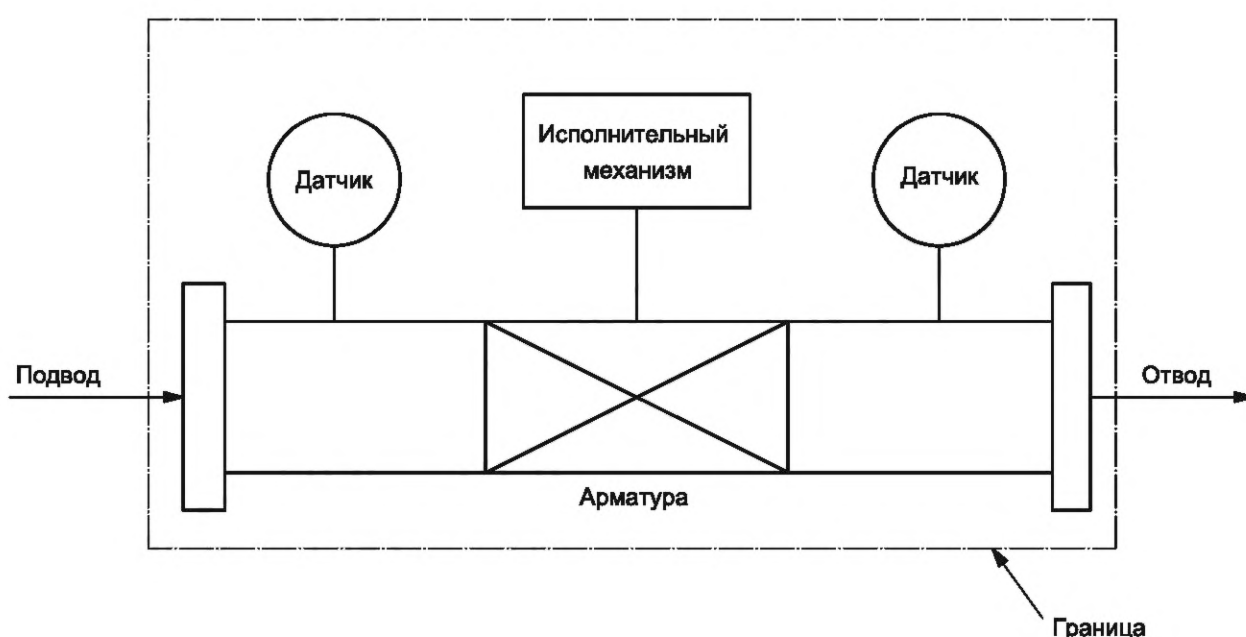 Исполнительный
механизм
Датчик
Датчик
Подвод
Отвод
Арматура
Граница